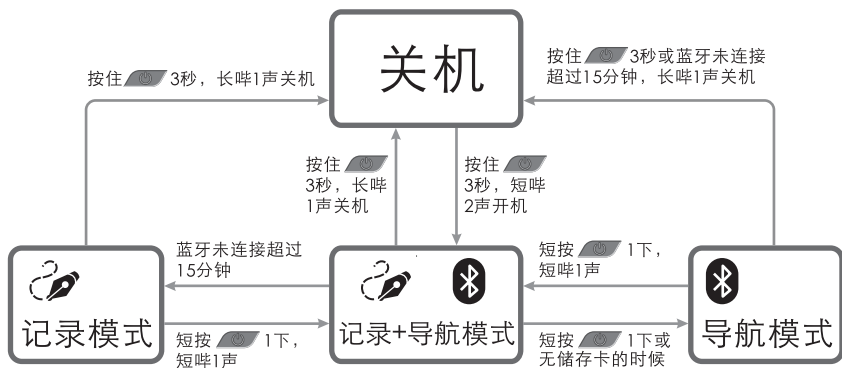 关机
按住 3秒，长哔1声关机
按住 3秒或蓝牙未连接
超过15分钟，长哔1声关机
按住
3秒，长哔
1声关机
按住
3秒，短哔
2声开机
蓝牙未连接超过
15分钟
短按 1下，
短哔1声
记录模式
记录+导航模式
导航模式
短按 1下，
短哔1声
短按 1下或
无储存卡的时候